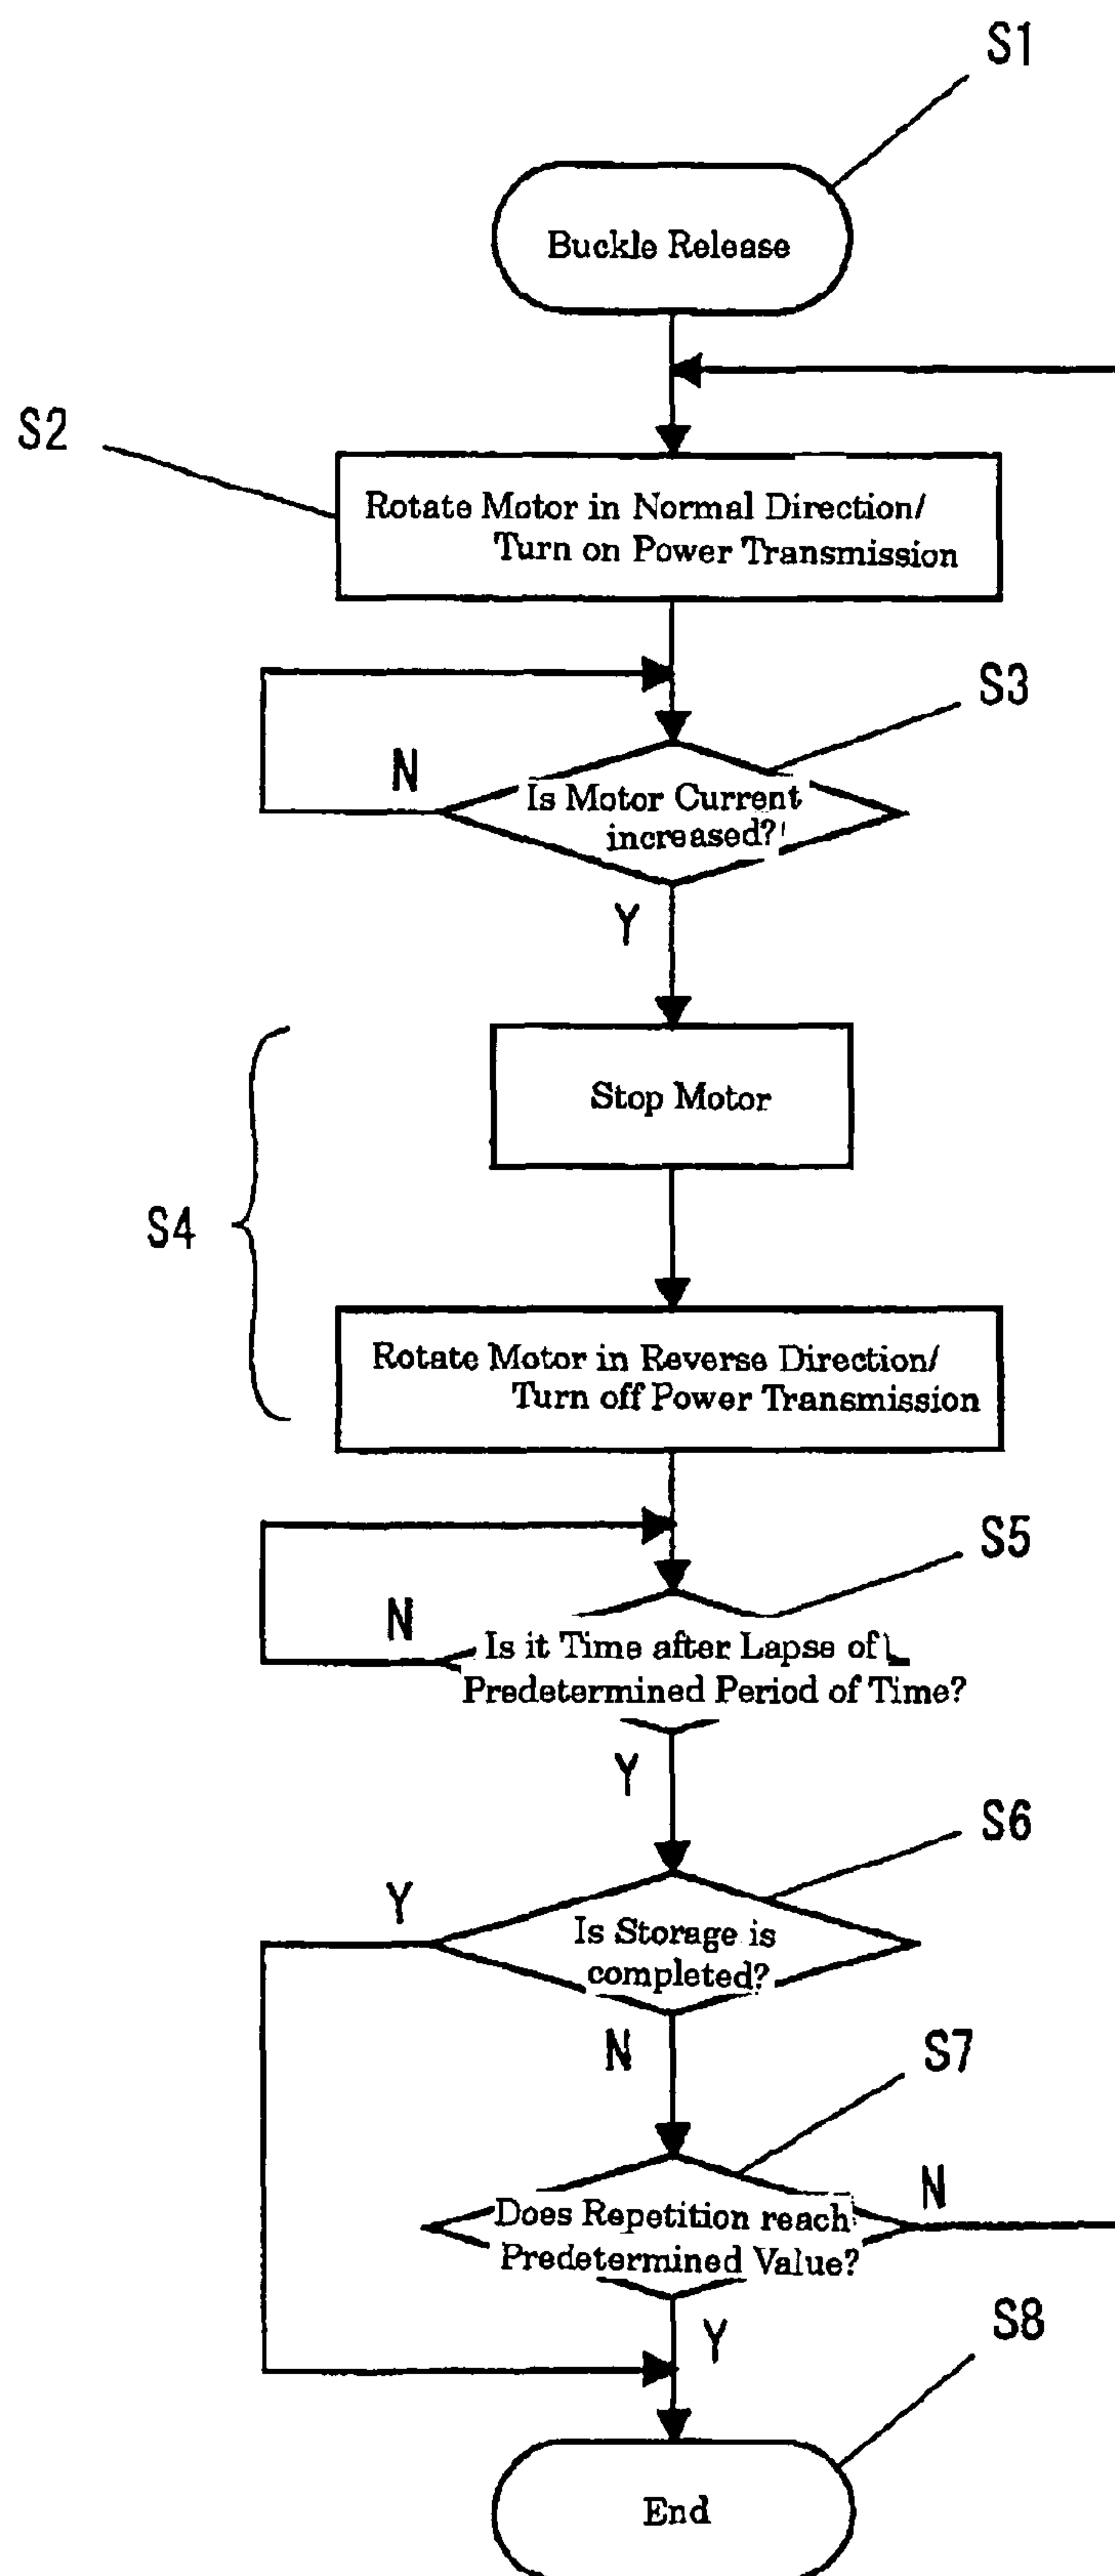 S1
Buckle Release
S2
Rotate Motor in Normal Direction/
Turn on Power Transmission
S3
N
Is Motor Current
increased?
Y
Stop Motor
S4
Rotate Motor in Reverse Direction/
Turn off Power Transmission
S5
N
Is it Time after Lapse of
Predetermined Period of Time?
Y
S6
Y
Is Storage is
completed?
N
S7
N
Does Repetition reach
Predetermined Value?
Y
S8
End